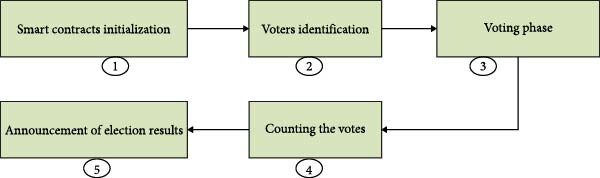 Smart contracts initialization
1
Voters identification
2
Voting phase
3
Counting the votes
4
Announcement of election results
5